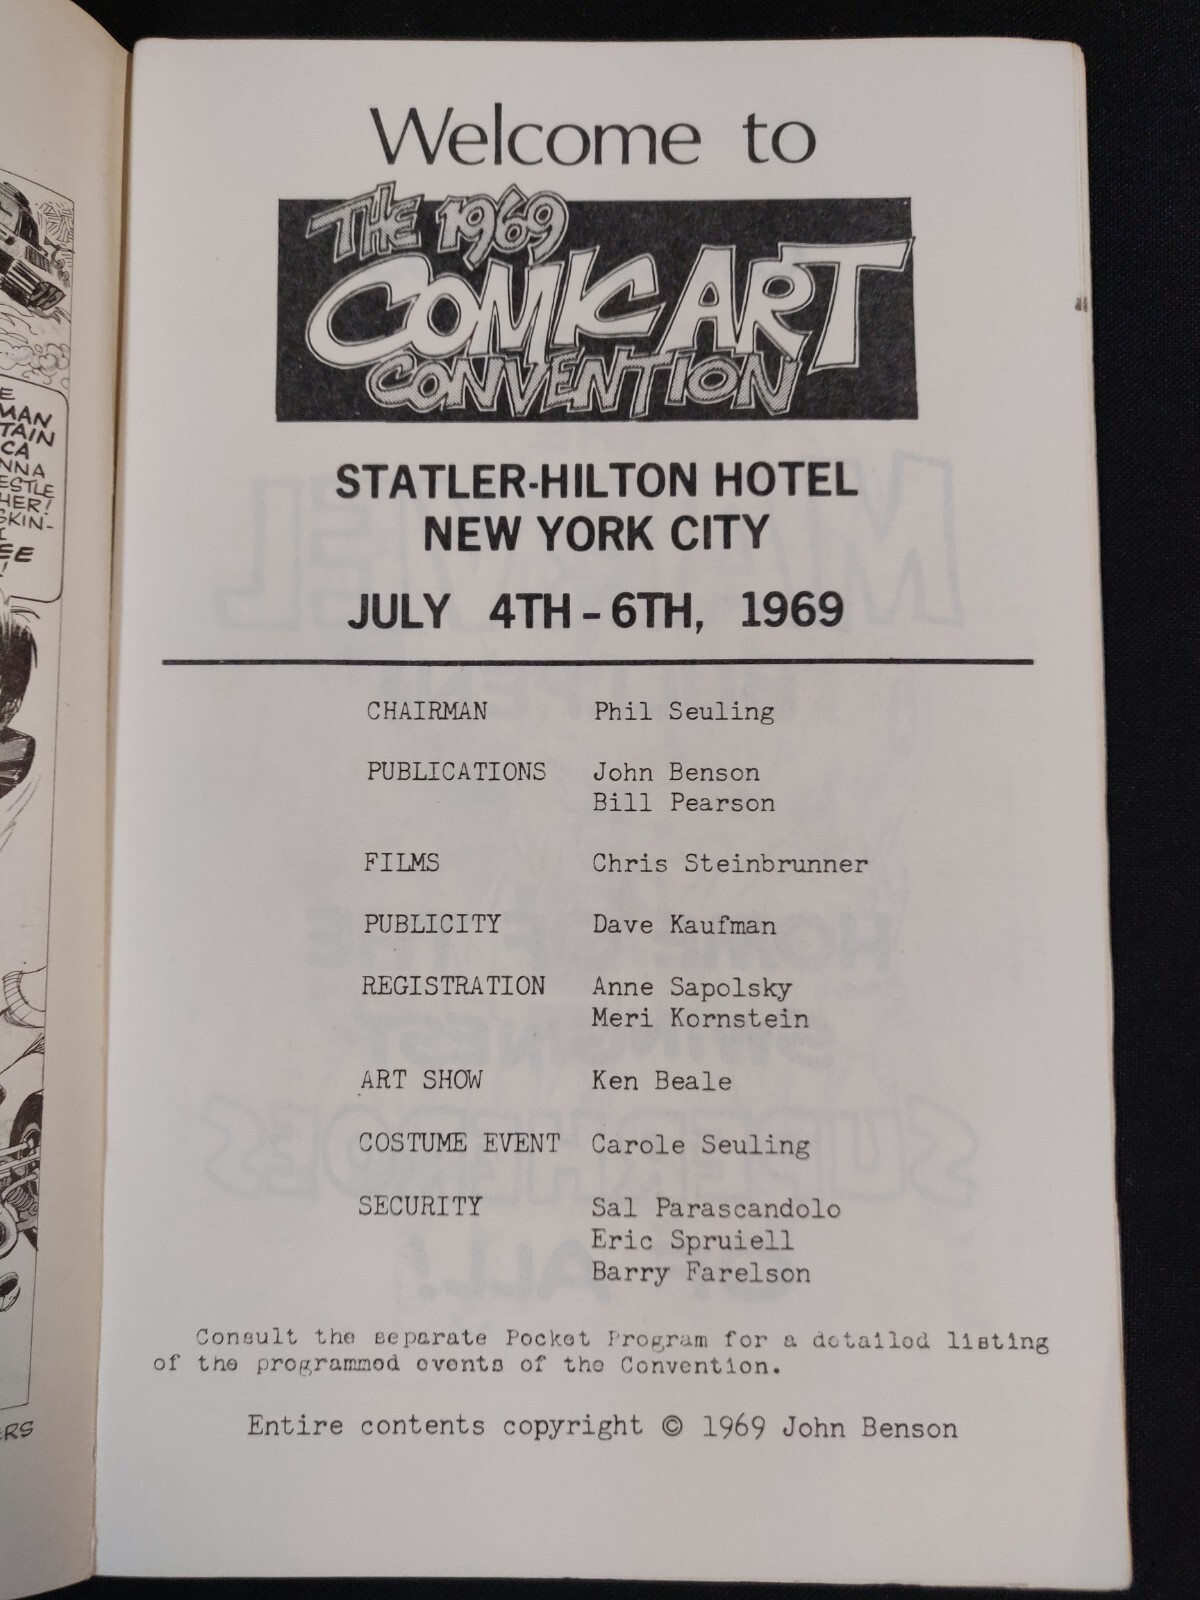 Welcome to
THE 1969
COMIC ART
CONVENTION
STATLER-HILTON HOTEL
NEW YORK CITY
JULY 4TH - 6TH, 1969
CHAIRMAN Phil Seuling
PUBLICATIONS John Benson
Bill Pearson
FILMS Chris Steinbrunner
PUBLICITY Dave Kaufman
REGISTRATION Anne Sapolsky
Meri Kornstein
ART SHOW Ken Beale
COSTUME EVENT Carole Seuling
SECURITY Sal Parascandolo
Eric Spruiell
Barry Farelson
Consult the separate Pocket Program for a detailed listing
of the programmed events of the Convention.
Entire contents copyright © 1969 John Benson